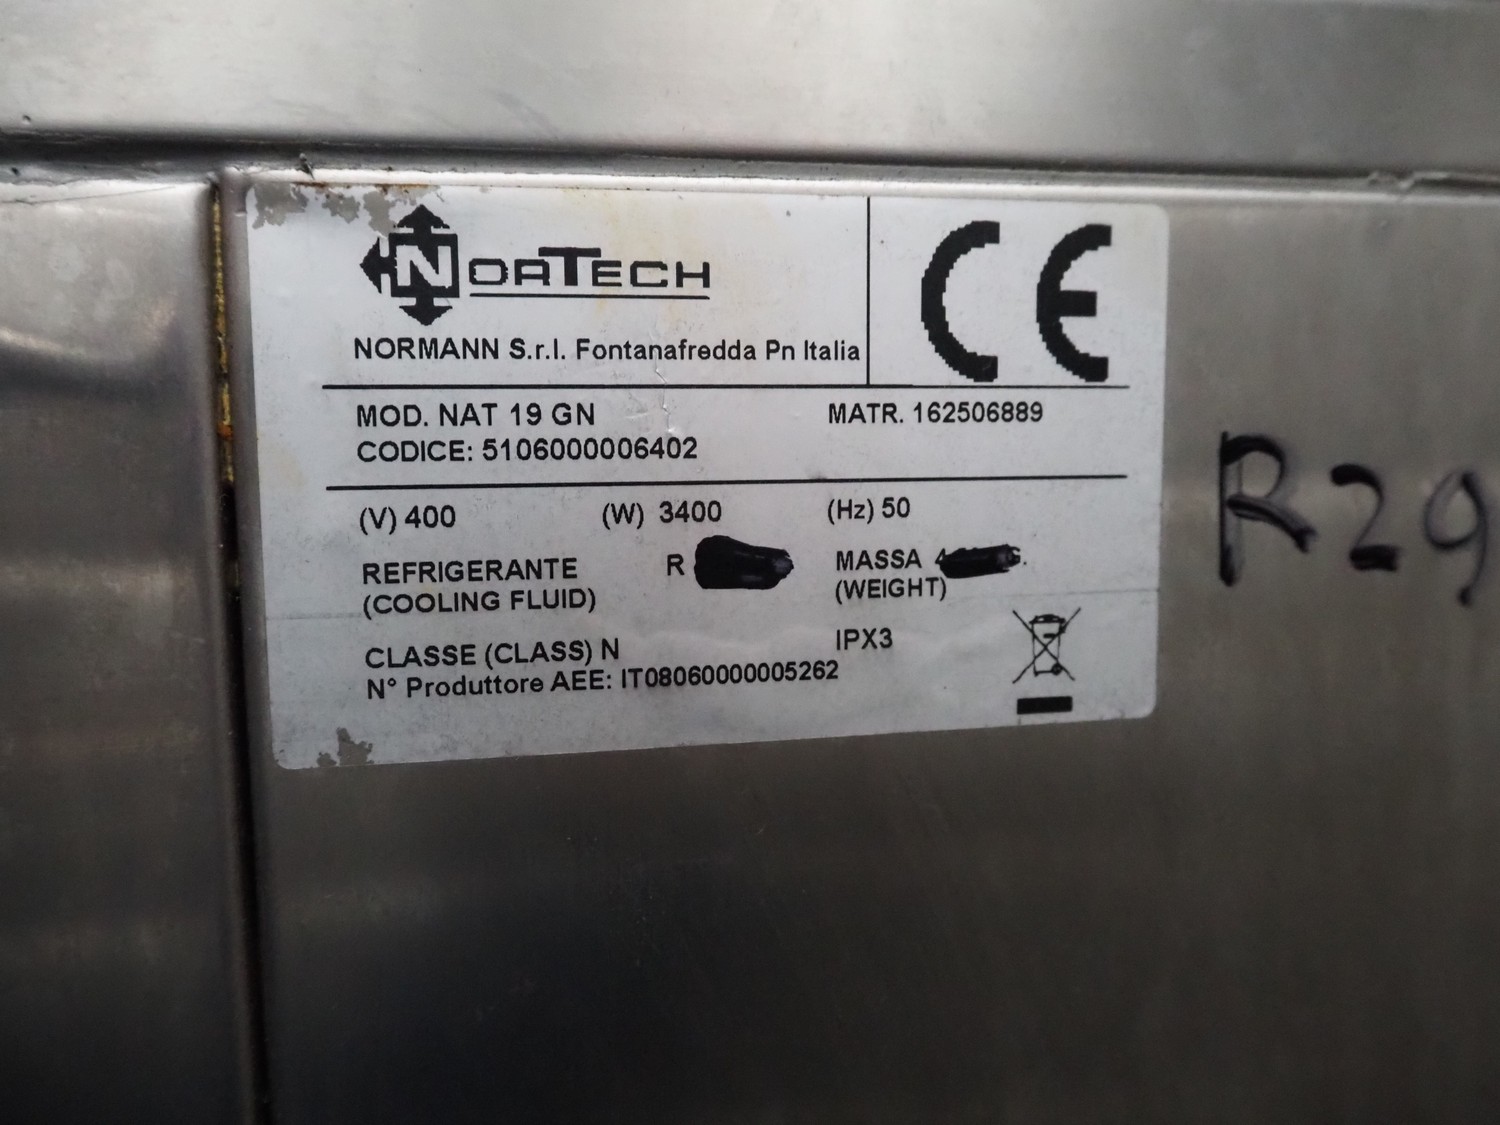 NORTECH
CE
NORMANN S.r.l. Fontanafredda Pn Italia
MOD. NAT 19 GN MATR. 162506889
CODICE: 5106000006402
(V) 400 (W) 3400 (Hz) 50
REFRIGERANTE R MASSA
(COOLING FLUID) (WEIGHT)
CLASSE (CLASS) N IPX3
N° Produttore AEE: IT08060000005262
R29